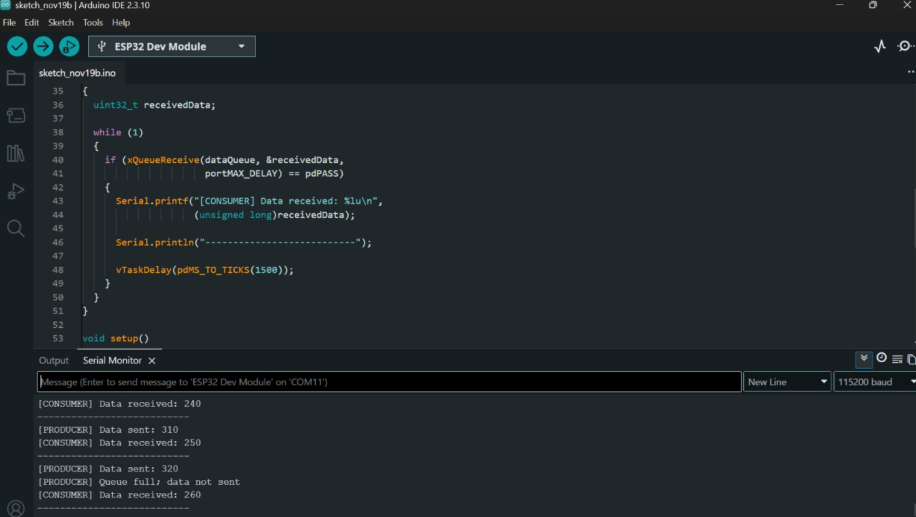 sketch_nov19b | Arduino IDE 2.3.10
File Edit Sketch Tools Help
ESP32 Dev Module
sketch_nov19b.ino
35 {
36 uint32_t receivedData;
37
38 while (1)
39 {
40 if (xQueueReceive(dataQueue, &receivedData,
41 portMAX_DELAY) == pdPASS)
42 {
43 Serial.printf("[CONSUMER] Data received: %lu\n",
44 (unsigned long)receivedData);
45
46 Serial.println("---------------------------");
47
48 vTaskDelay(pdMS_TO_TICKS(1500));
49 }
50 }
51 }
52
53 void setup()
Output Serial Monitor
Message (Enter to send message to 'ESP32 Dev Module' on 'COM11') New Line 115200 baud
[CONSUMER] Data received: 240
---------------------------
[PRODUCER] Data sent: 310
[CONSUMER] Data received: 250
---------------------------
[PRODUCER] Data sent: 320
[PRODUCER] Queue full; data not sent
[CONSUMER] Data received: 260
---------------------------